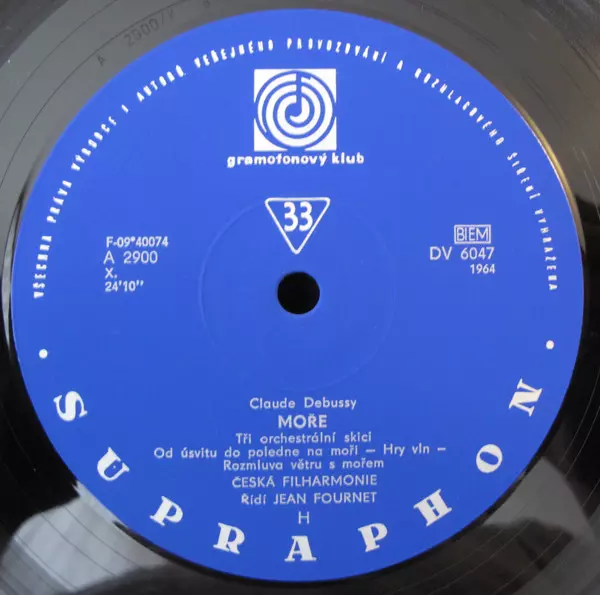 A 2900/X
VŠECHNA PRÁVA VÝROBCE I AUTORŮ VEŘEJNÉHO PROVOZOVÁNÍ A ROZHLASOVÉHO ŠÍŘENÍ VYHRAŽENA
gramofonový klub
33
F-09*40074
A 2900
X.
24'10''
BIEM
DV 6047
1964
Claude Debussy
MOŘE
Tři orchestrální skici
Od úsvitu do poledne na moři — Hry vln —
Rozmluva větru s mořem
ČESKÁ FILHARMONIE
Řídí JEAN FOURNET
H
• SUPRAPHON •